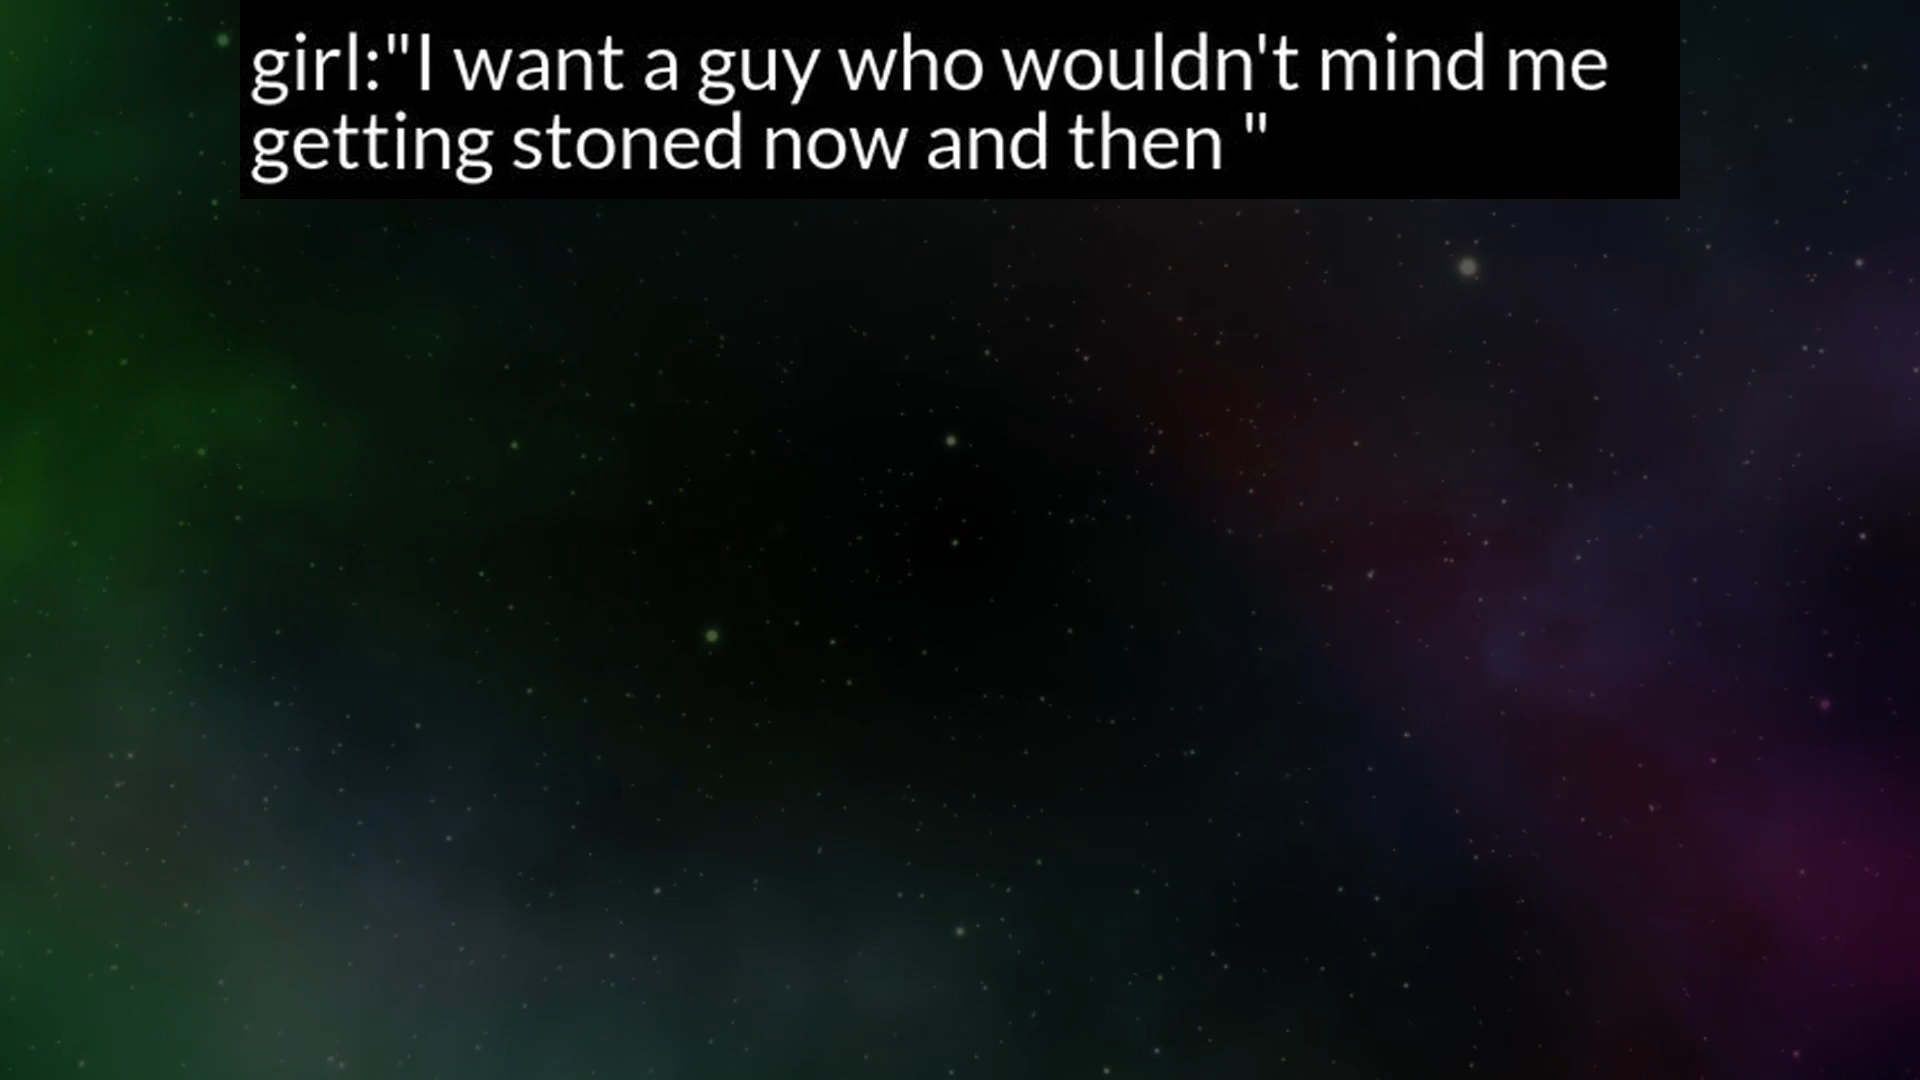 girl:"I want a guy who wouldn't mind me
getting stoned now and then "